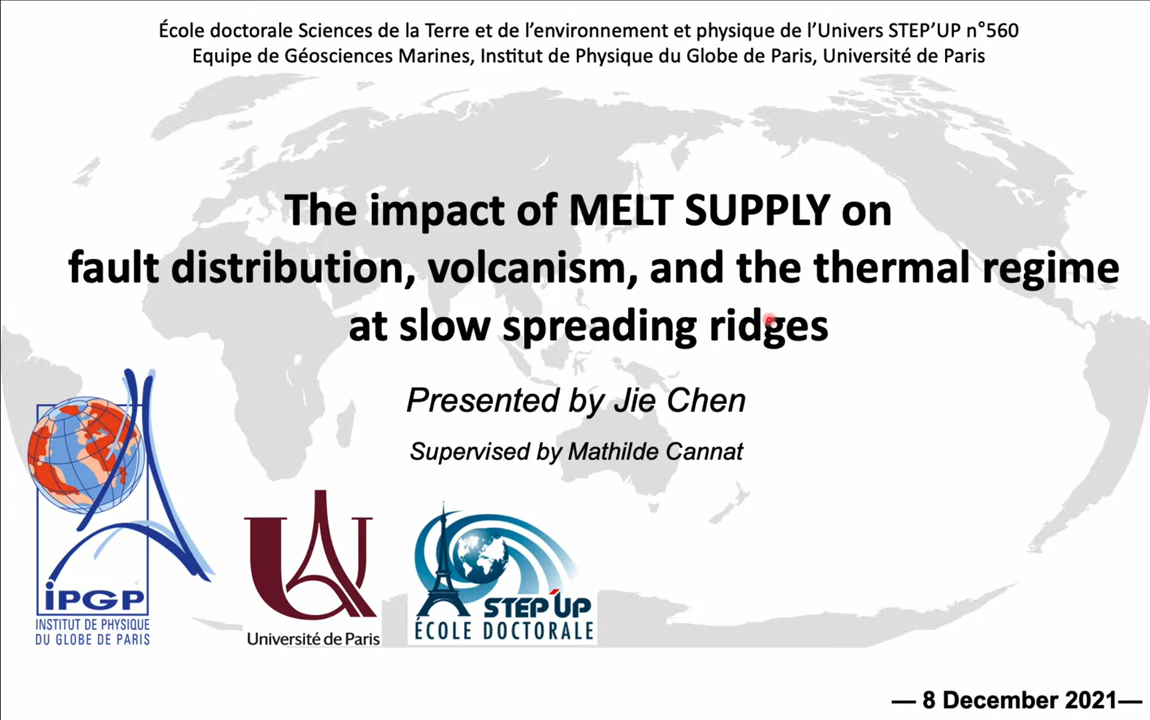 École doctorale Sciences de la Terre et de l’environnement et physique de l’Univers STEP’UP n°560
Equipe de Géosciences Marines, Institut de Physique du Globe de Paris, Université de Paris
The impact of MELT SUPPLY on
fault distribution, volcanism, and the thermal regime
at slow spreading ridges
Presented by Jie Chen
Supervised by Mathilde Cannat
iPGP
INSTITUT DE PHYSIQUE
DU GLOBE DE PARIS
Université de Paris
STEP'UP
ÉCOLE DOCTORALE
— 8 December 2021—